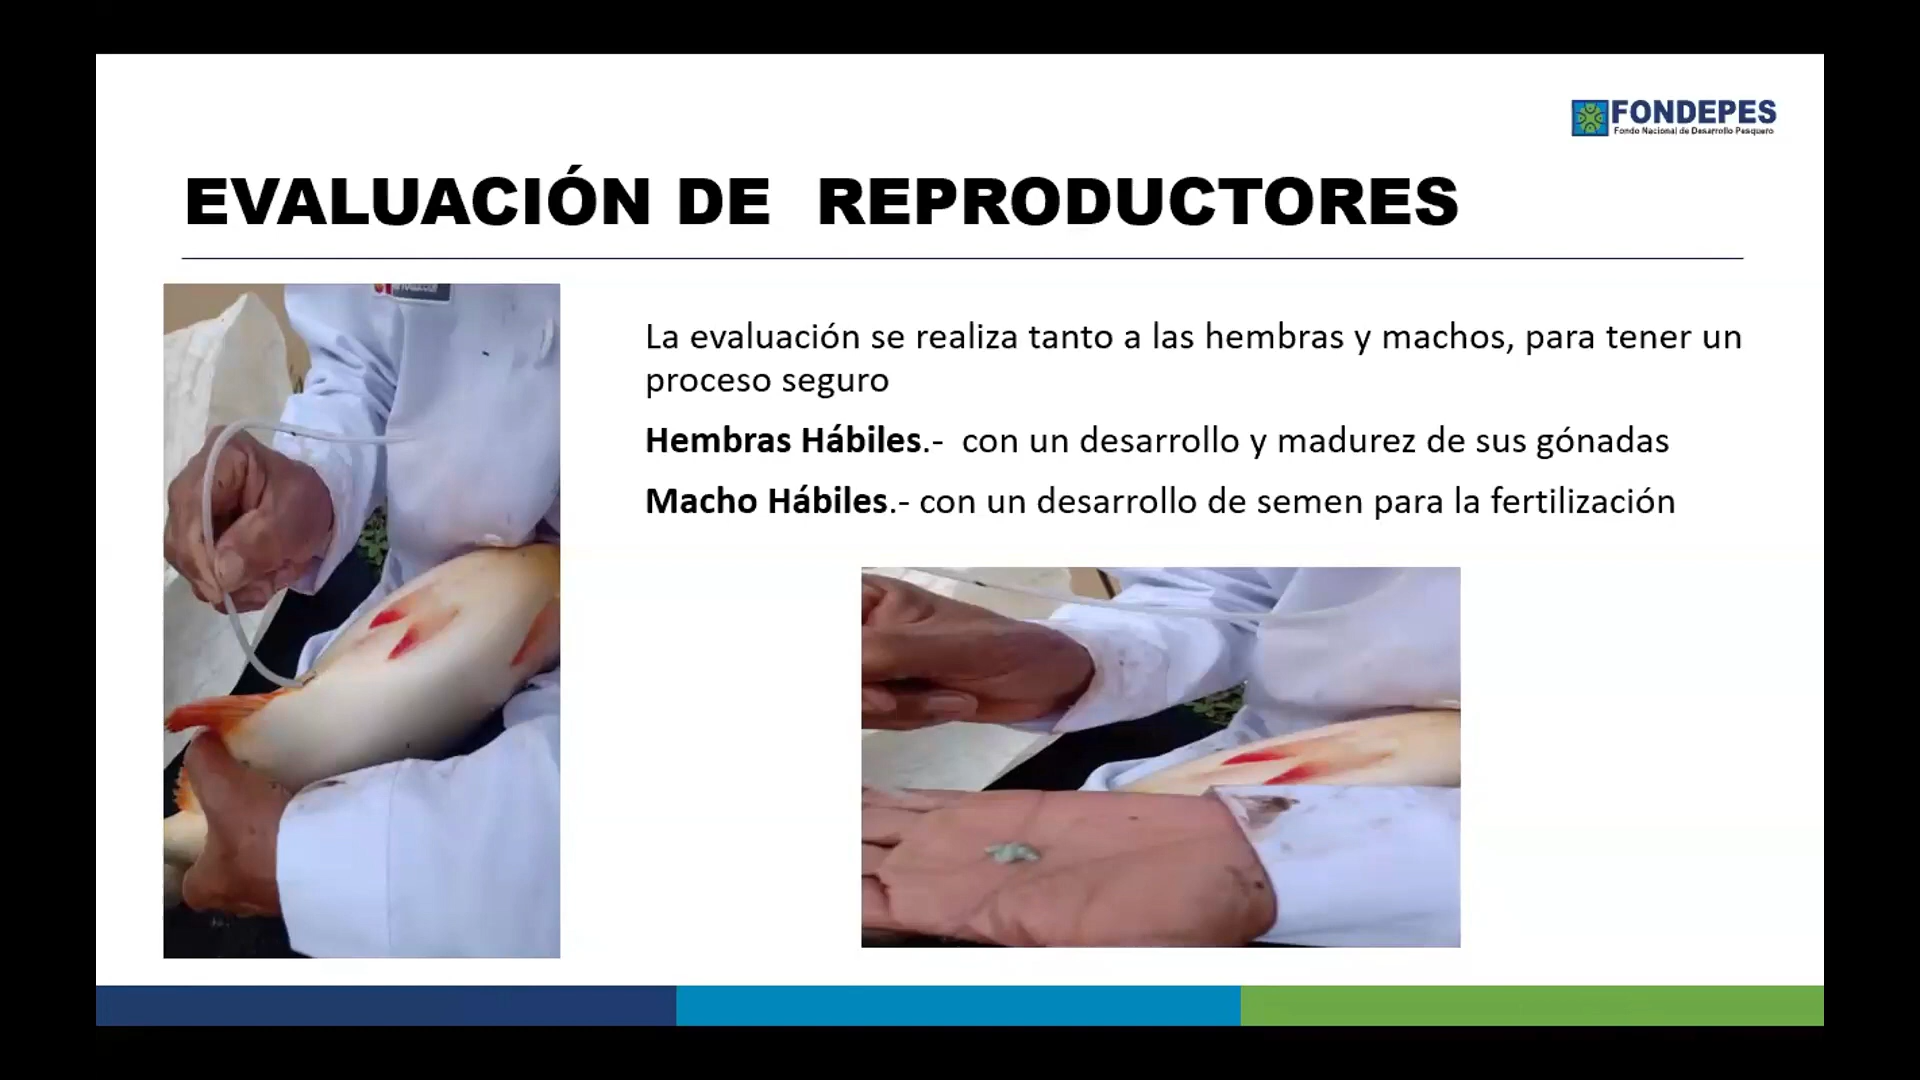 FONDEPES
Fondo Nacional de Desarrollo Pesquero
EVALUACIÓN DE REPRODUCTORES
La evaluación se realiza tanto a las hembras y machos, para tener un
proceso seguro
Hembras Hábiles.- con un desarrollo y madurez de sus gónadas
Macho Hábiles.- con un desarrollo de semen para la fertilización